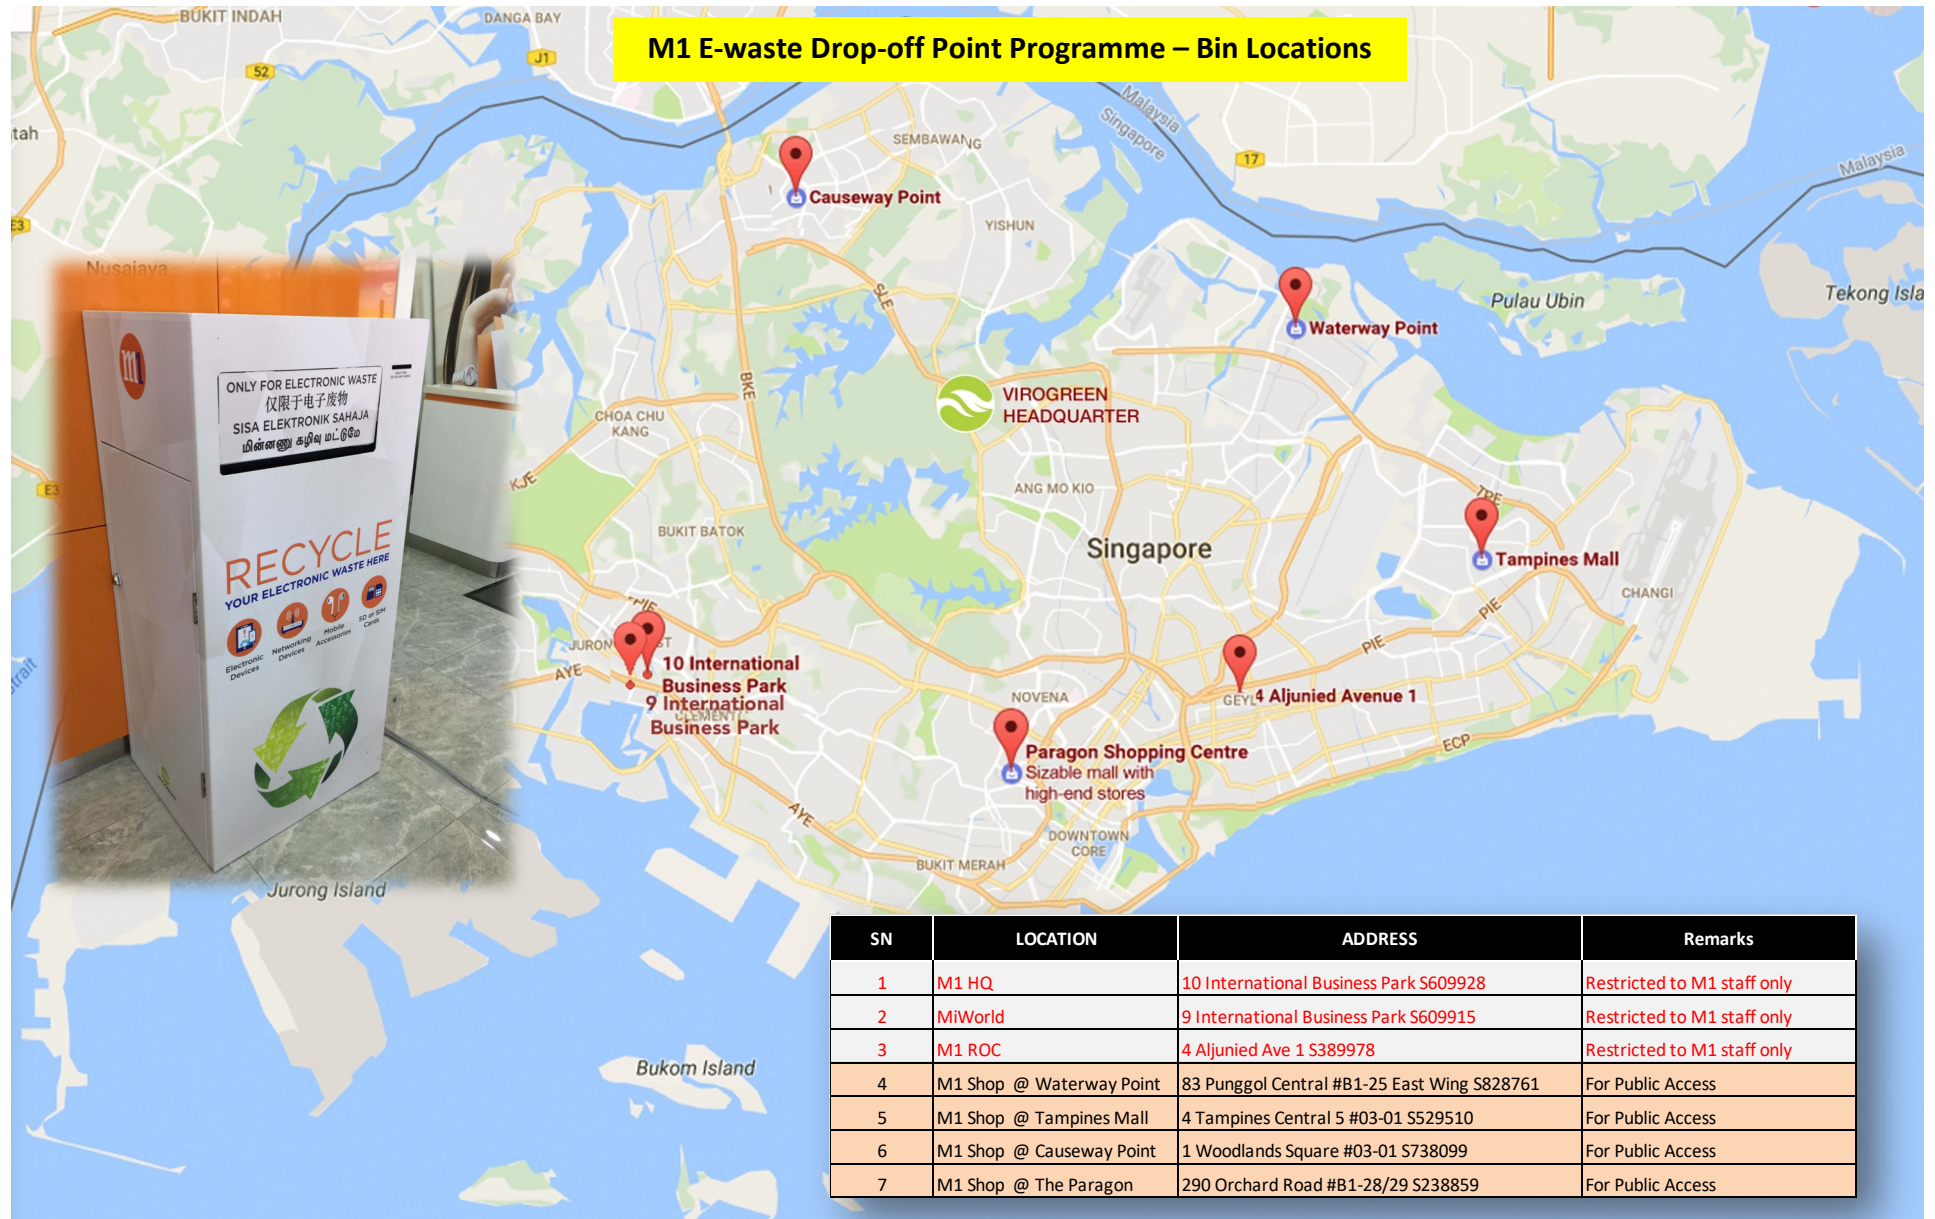 M1 E-waste Drop-off Point Programme – Bin Locations
BUKIT INDAH
DANGA BAY
J1
52
tah
E3
Malaysia
Singapore
17
Malaysia
SEMBAWANG
Causeway Point
YISHUN
Nusajaya
SLE
Pulau Ubin
Tekong Isla
Waterway Point
BKE
VIROGREEN
HEADQUARTER
CHOA CHU
KANG
KJE
E3
ANG MO KIO
TPE
BUKIT BATOK
Singapore
Tampines Mall
CHANGI
PIE
PIE
PIE
JURON
ST
AYE
10 International
Business Park
9 International
Business Park
CLEMENT
NOVENA
GEYL
4 Aljunied Avenue 1
Paragon Shopping Centre
Sizable mall with
high-end stores
ECP
AYE
DOWNTOWN
CORE
BUKIT MERAH
trait
Jurong Island
Bukom Island
m1
ONLY FOR ELECTRONIC WASTE
仅限于电子废物
SISA ELEKTRONIK SAHAJA
மின்னணு கழிவு மட்டுமே
RECYCLE
YOUR ELECTRONIC WASTE HERE
Electronic
Devices
Networking
Devices
Mobile
Accessories
SD or SIM
Cards
SN LOCATION ADDRESS Remarks
1 M1 HQ 10 International Business Park S609928 Restricted to M1 staff only
2 MiWorld 9 International Business Park S609915 Restricted to M1 staff only
3 M1 ROC 4 Aljunied Ave 1 S389978 Restricted to M1 staff only
4 M1 Shop @ Waterway Point 83 Punggol Central #B1-25 East Wing S828761 For Public Access
5 M1 Shop @ Tampines Mall 4 Tampines Central 5 #03-01 S529510 For Public Access
6 M1 Shop @ Causeway Point 1 Woodlands Square #03-01 S738099 For Public Access
7 M1 Shop @ The Paragon 290 Orchard Road #B1-28/29 S238859 For Public Access